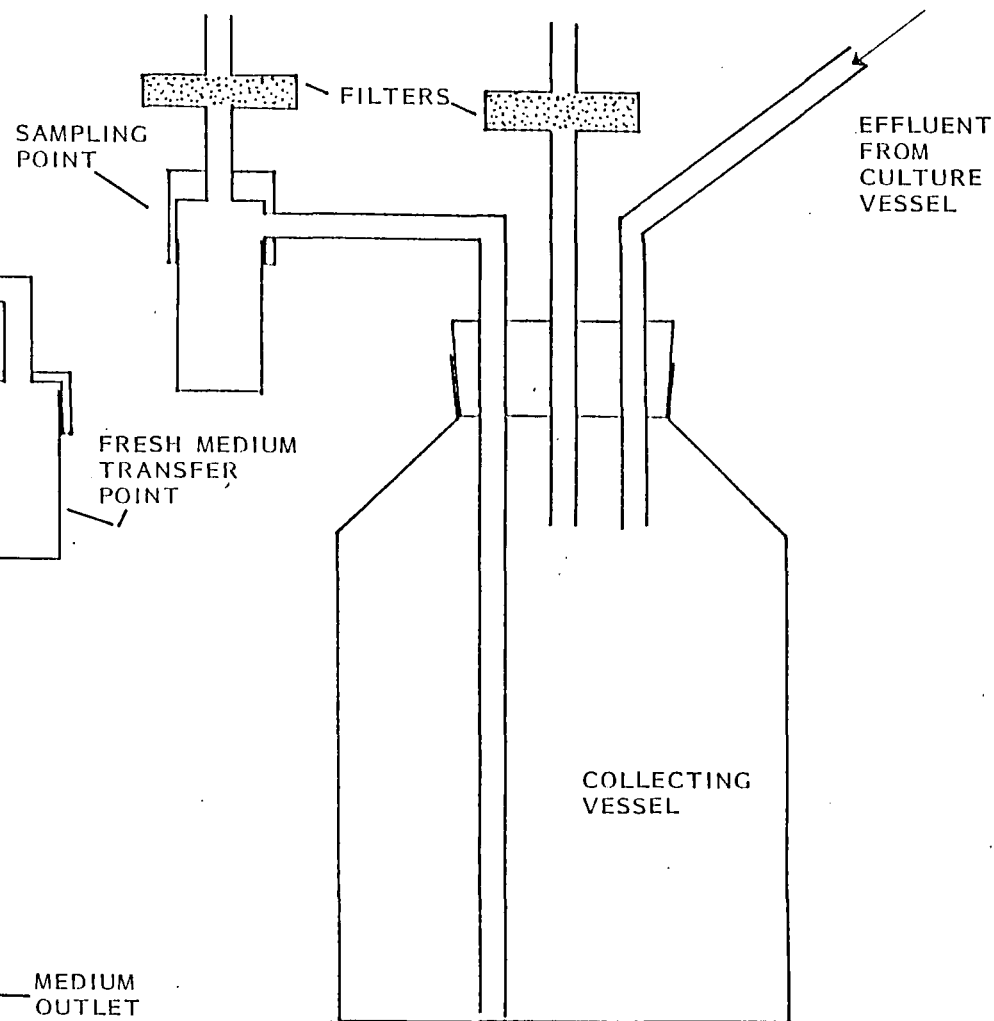 FILTERS
SAMPLING
POINT
EFFLUENT
FROM
CULTURE
VESSEL
FRESH MEDIUM
TRANSFER
POINT
COLLECTING
VESSEL
MEDIUM
OUTLET